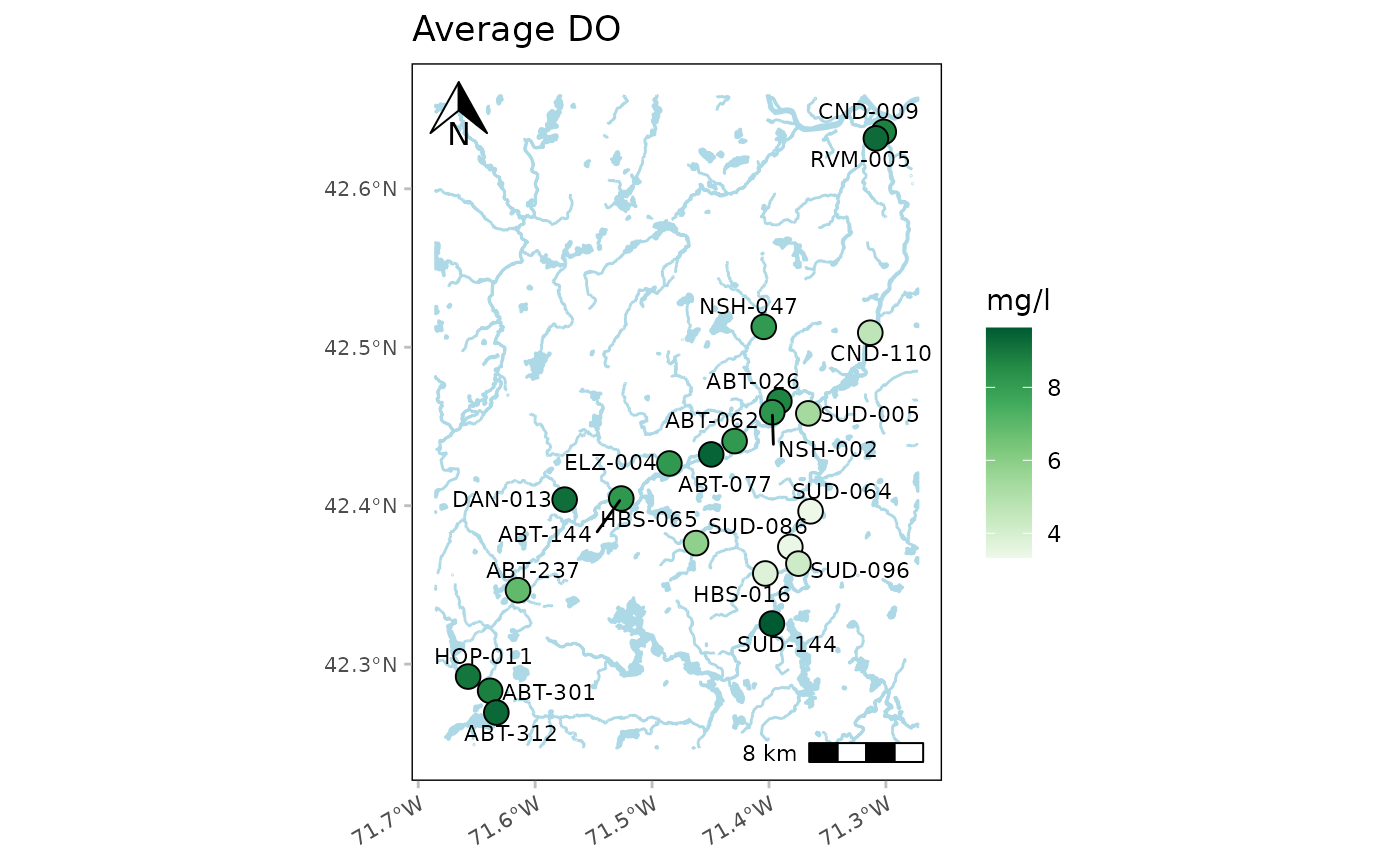 Average DO
N
CND-009
RVM-005
NSH-047
CND-110
ABT-026
SUD-005
ABT-062
NSH-002
ELZ-004
ABT-077
SUD-064
DAN-013
HBS-065
SUD-086
ABT-144
ABT-237
SUD-096
HBS-016
SUD-144
HOP-011
ABT-301
ABT-312
8 km
42.6°N
42.5°N
42.4°N
42.3°N
71.7°W
71.6°W
71.5°W
71.4°W
71.3°W
mg/l
8
6
4